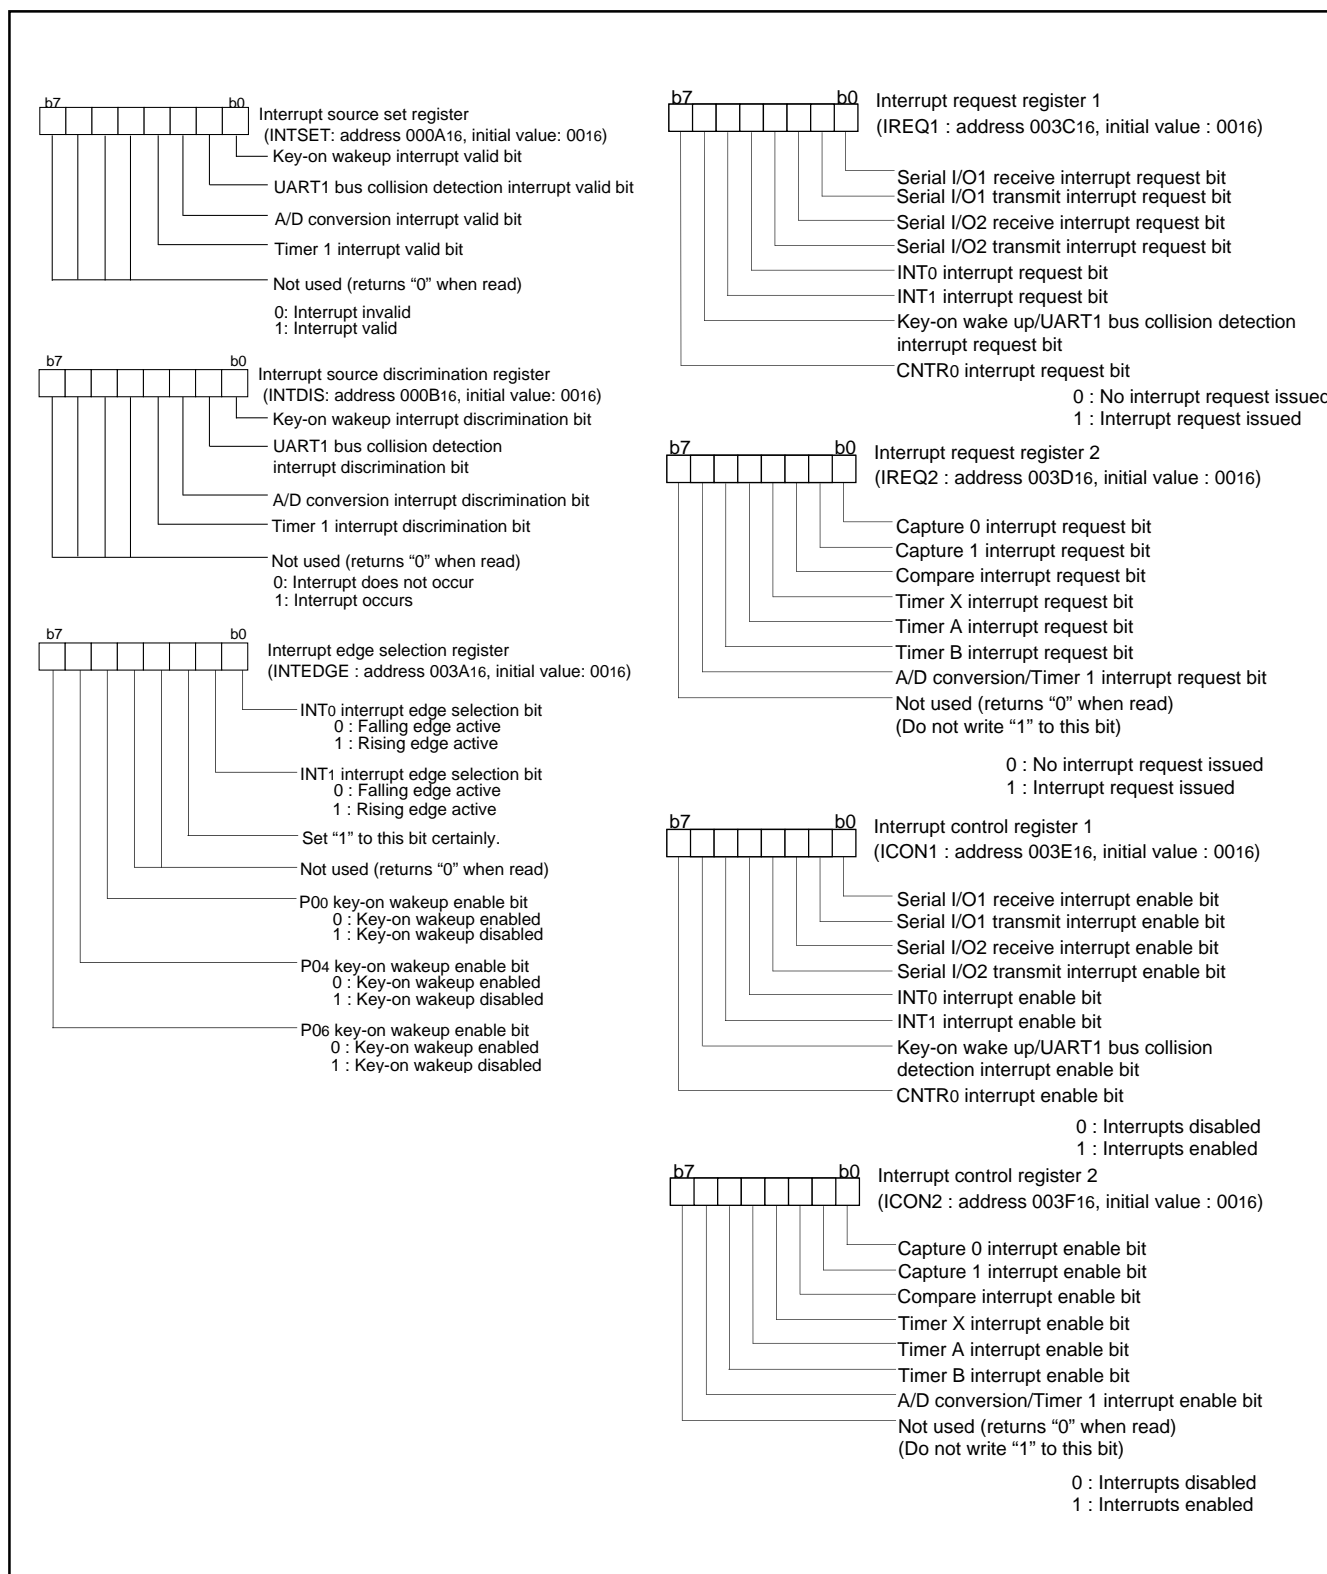 b7 b0
Interrupt source set register
(INTSET: address 000A16, initial value: 0016)
Key-on wakeup interrupt valid bit
UART1 bus collision detection interrupt valid bit
A/D conversion interrupt valid bit
Timer 1 interrupt valid bit
Not used (returns “0” when read)
0: Interrupt invalid
1: Interrupt valid
b7 b0
Interrupt source discrimination register
(INTDIS: address 000B16, initial value: 0016)
Key-on wakeup interrupt discrimination bit
UART1 bus collision detection
interrupt discrimination bit
A/D conversion interrupt discrimination bit
Timer 1 interrupt discrimination bit
Not used (returns “0” when read)
0: Interrupt does not occur
1: Interrupt occurs
b7 b0
Interrupt edge selection register
(INTEDGE : address 003A16, initial value: 0016)
INT0 interrupt edge selection bit
0 : Falling edge active
1 : Rising edge active
INT1 interrupt edge selection bit
0 : Falling edge active
1 : Rising edge active
Set “1” to this bit certainly.
Not used (returns “0” when read)
P00 key-on wakeup enable bit
0 : Key-on wakeup enabled
1 : Key-on wakeup disabled
P04 key-on wakeup enable bit
0 : Key-on wakeup enabled
1 : Key-on wakeup disabled
P06 key-on wakeup enable bit
0 : Key-on wakeup enabled
1 : Key-on wakeup disabled
b7 b0
Interrupt request register 1
(IREQ1 : address 003C16, initial value : 0016)
Serial I/O1 receive interrupt request bit
Serial I/O1 transmit interrupt request bit
Serial I/O2 receive interrupt request bit
Serial I/O2 transmit interrupt request bit
INT0 interrupt request bit
INT1 interrupt request bit
Key-on wake up/UART1 bus collision detection
interrupt request bit
CNTR0 interrupt request bit
0 : No interrupt request issued
1 : Interrupt request issued
b7 b0
Interrupt request register 2
(IREQ2 : address 003D16, initial value : 0016)
Capture 0 interrupt request bit
Capture 1 interrupt request bit
Compare interrupt request bit
Timer X interrupt request bit
Timer A interrupt request bit
Timer B interrupt request bit
A/D conversion/Timer 1 interrupt request bit
Not used (returns “0” when read)
(Do not write “1” to this bit)
0 : No interrupt request issued
1 : Interrupt request issued
b7 b0
Interrupt control register 1
(ICON1 : address 003E16, initial value : 0016)
Serial I/O1 receive interrupt enable bit
Serial I/O1 transmit interrupt enable bit
Serial I/O2 receive interrupt enable bit
Serial I/O2 transmit interrupt enable bit
INT0 interrupt enable bit
INT1 interrupt enable bit
Key-on wake up/UART1 bus collision
detection interrupt enable bit
CNTR0 interrupt enable bit
0 : Interrupts disabled
1 : Interrupts enabled
b7 b0
Interrupt control register 2
(ICON2 : address 003F16, initial value : 0016)
Capture 0 interrupt enable bit
Capture 1 interrupt enable bit
Compare interrupt enable bit
Timer X interrupt enable bit
Timer A interrupt enable bit
Timer B interrupt enable bit
A/D conversion/Timer 1 interrupt enable bit
Not used (returns “0” when read)
(Do not write “1” to this bit)
0 : Interrupts disabled
1 : Interrupts enabled